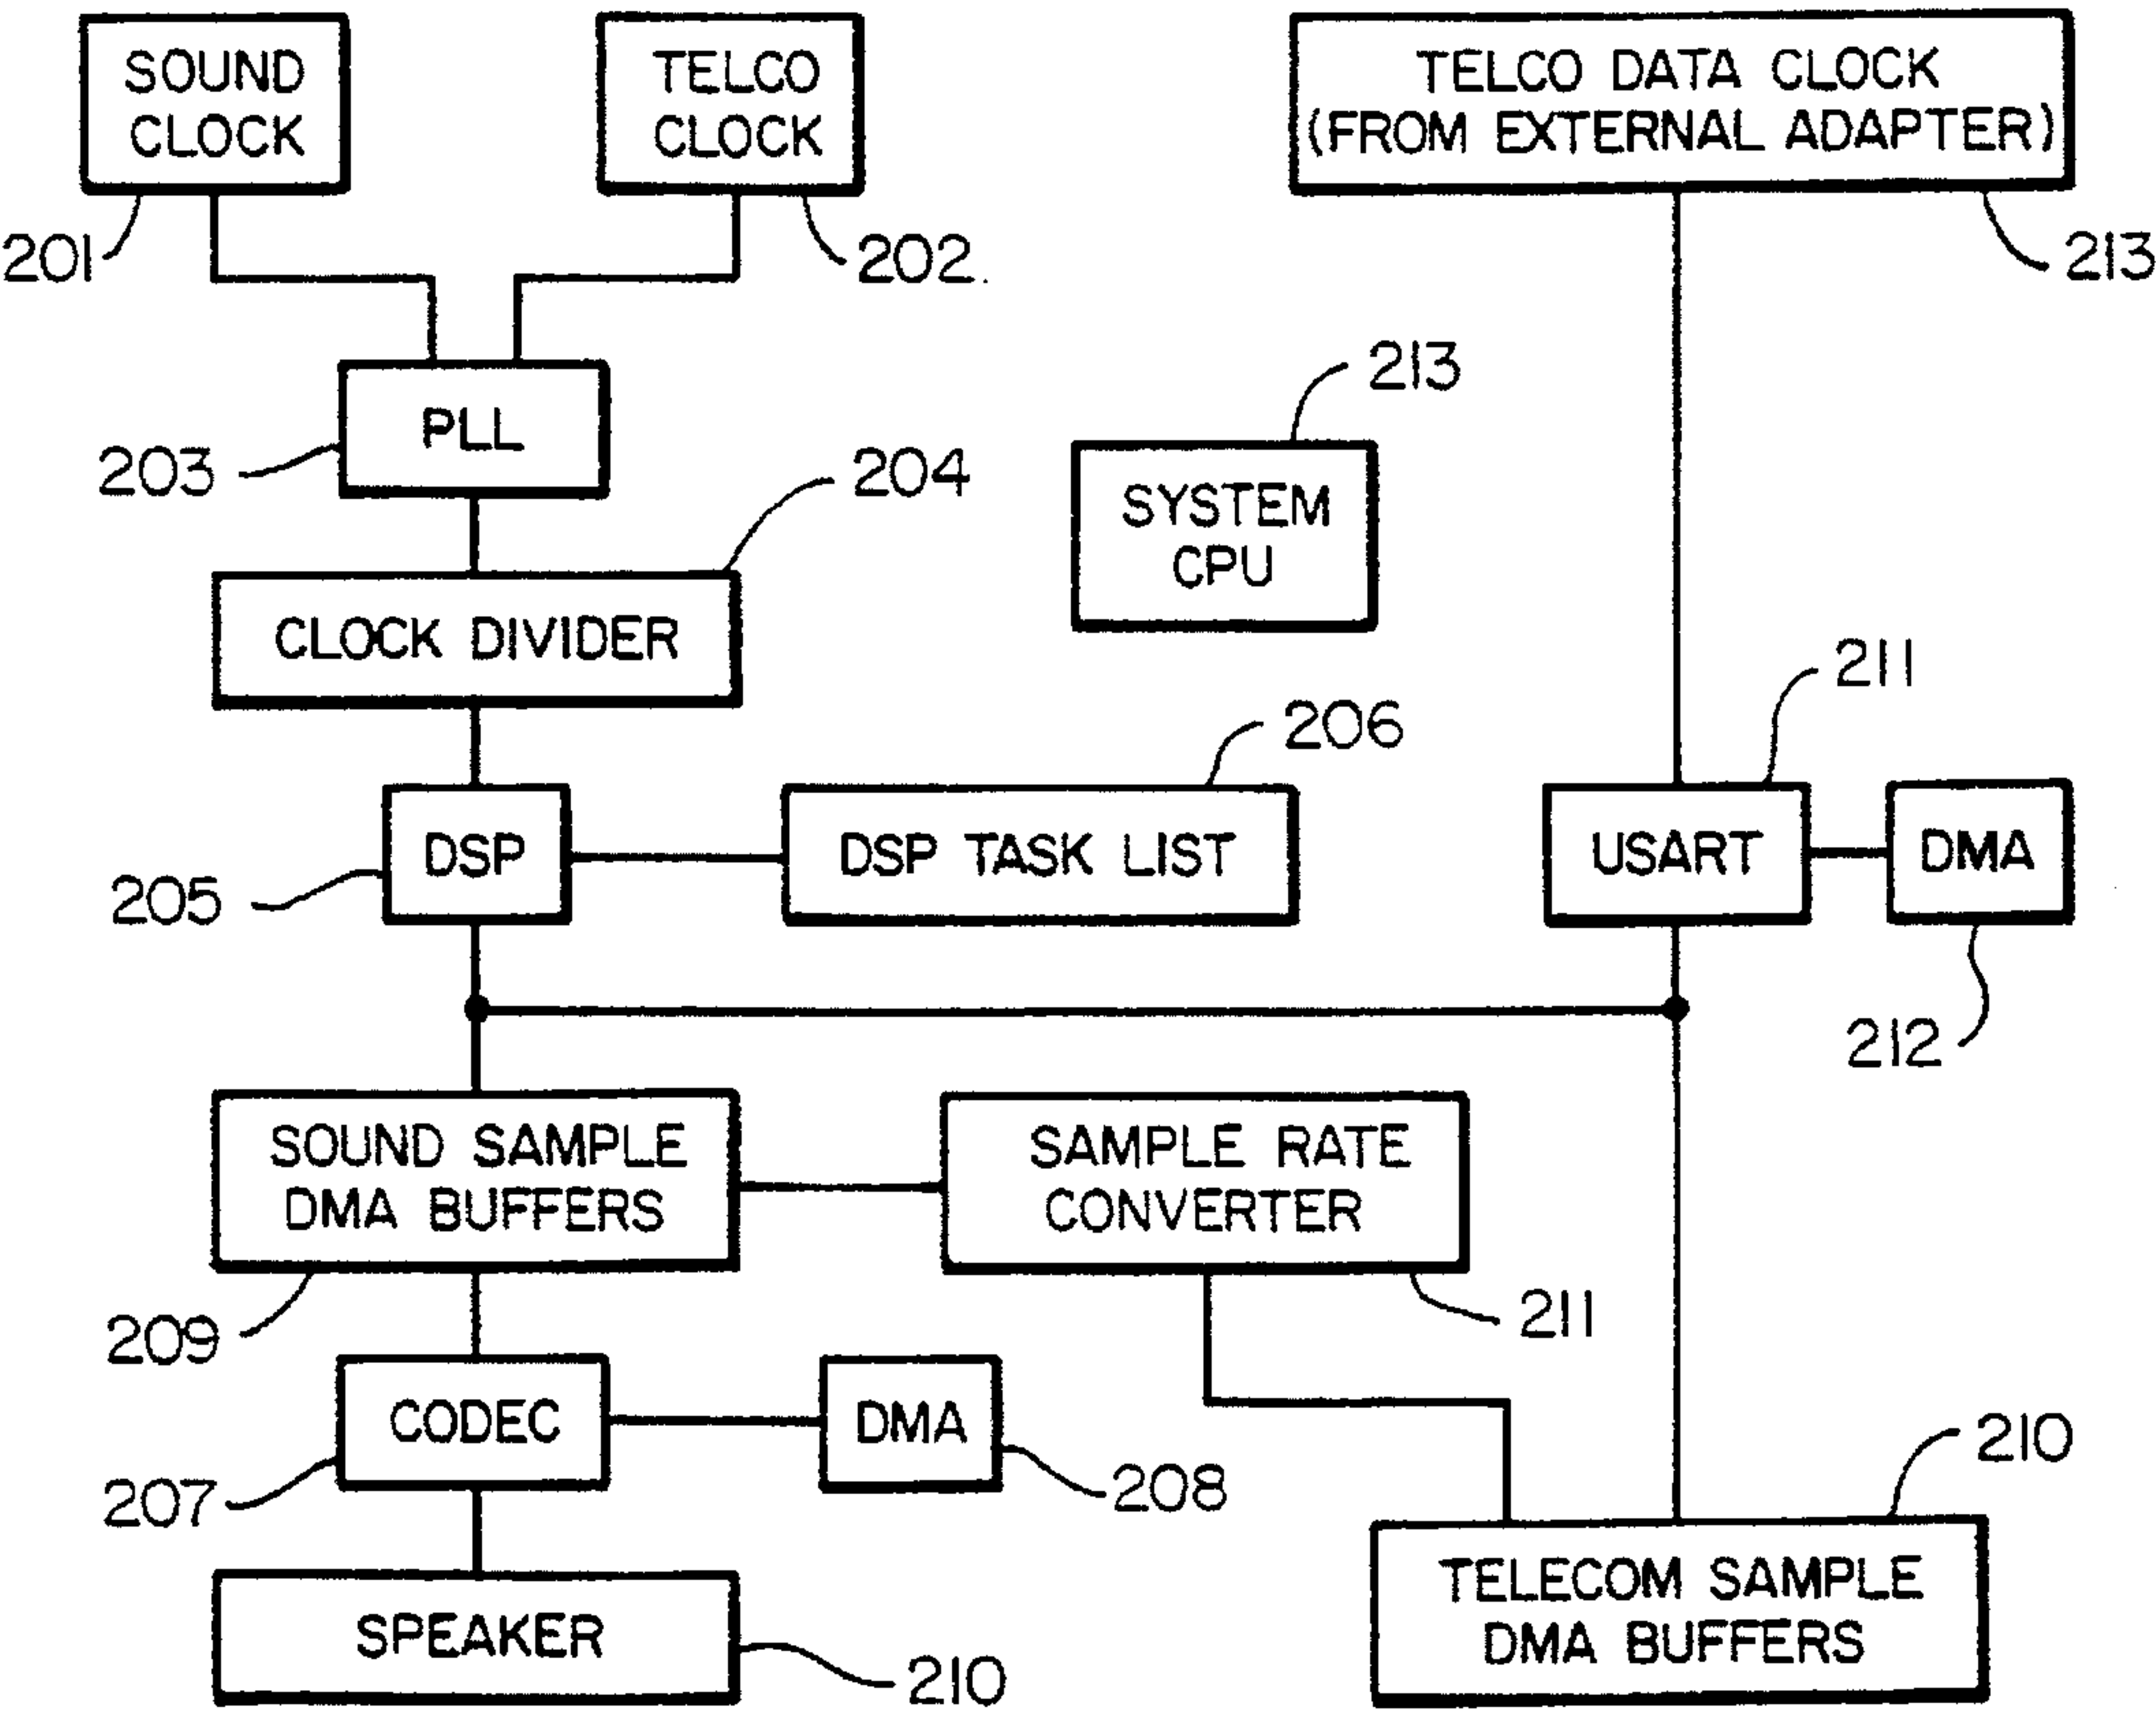 SOUND
CLOCK
TELCO
CLOCK
TELCO DATA CLOCK
(FROM EXTERNAL ADAPTER)
201
202
213
PLL
203
213
SYSTEM
CPU
204
CLOCK DIVIDER
206
211
DSP
DSP TASK LIST
USART
DMA
205
212
SOUND SAMPLE
DMA BUFFERS
SAMPLE RATE
CONVERTER
209
211
CODEC
DMA
207
208
210
SPEAKER
210
TELECOM SAMPLE
DMA BUFFERS